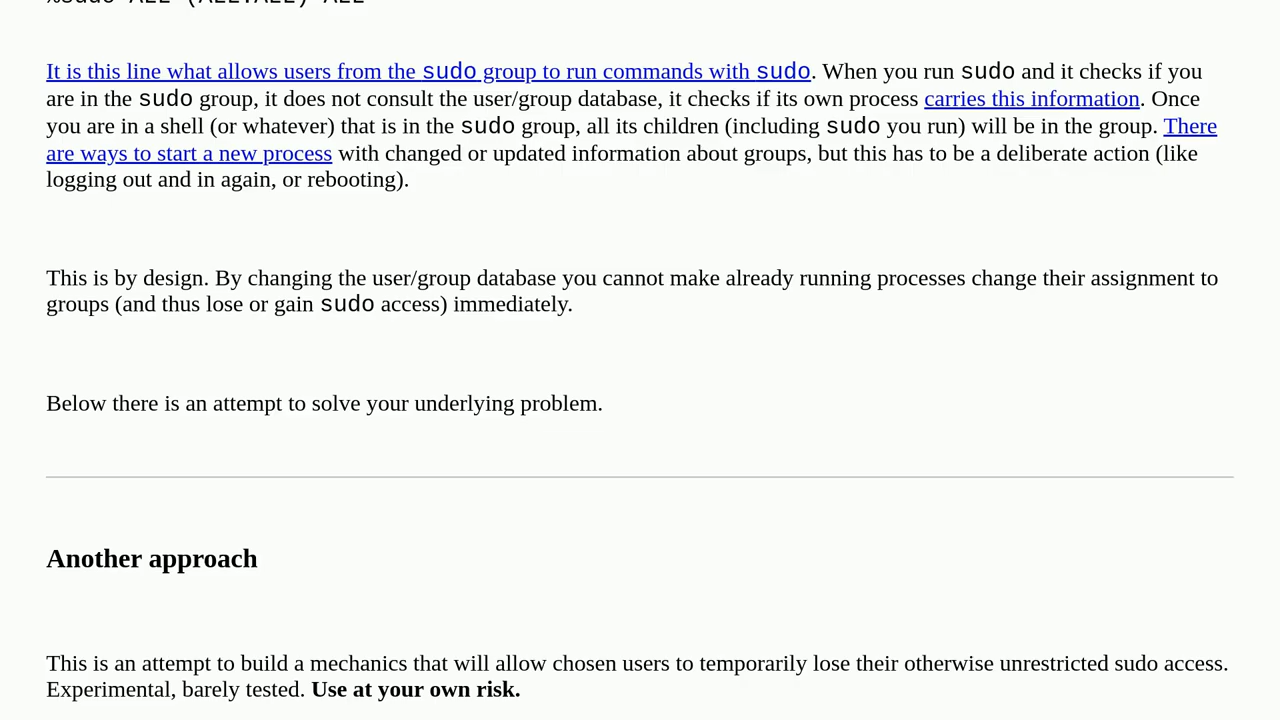 %sudo ALL=(ALL:ALL) ALL
It is this line what allows users from the sudo group to run commands with sudo. When you run sudo and it checks if you
are in the sudo group, it does not consult the user/group database, it checks if its own process carries this information. Once
you are in a shell (or whatever) that is in the sudo group, all its children (including sudo you run) will be in the group. There
are ways to start a new process with changed or updated information about groups, but this has to be a deliberate action (like
logging out and in again, or rebooting).
This is by design. By changing the user/group database you cannot make already running processes change their assignment to
groups (and thus lose or gain sudo access) immediately.
Below there is an attempt to solve your underlying problem.
Another approach
This is an attempt to build a mechanics that will allow chosen users to temporarily lose their otherwise unrestricted sudo access.
Experimental, barely tested. Use at your own risk.